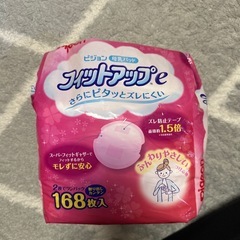 ピジョン 母乳パッド
フィットアップe
さらにピタッとズレにくい
ズレ防止テープ
1.5倍
ふんわりやさしい
スーパーフィットギャザーで
モレずに安心
168枚入